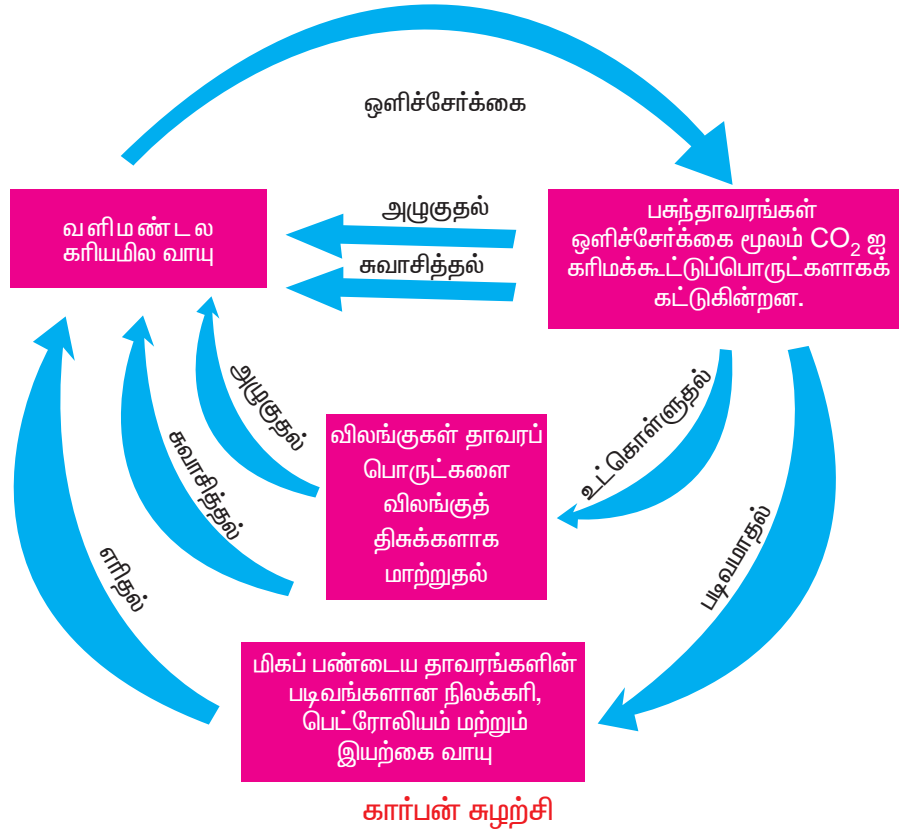 ஒளிச்சேர்க்கை
வளிமண்டல
கரியமில வாயு
அழுகுதல்
சுவாசித்தல்
பசுந்தாவரங்கள்
ஒளிச்சேர்க்கை மூலம் CO₂ ஐ
கரிமக்கூட்டுப்பொருட்களாகக்
கட்டுகின்றன.
அழுகுதல்
சுவாசித்தல்
எரிதல்
விலங்குகள் தாவரப்
பொருட்களை
விலங்குத்
திசுக்களாக
மாற்றுதல்
உட்கொள்ளுதல்
படிவமாதல்
மிகப் பண்டைய தாவரங்களின்
படிவங்களான நிலக்கரி,
பெட்ரோலியம் மற்றும்
இயற்கை வாயு
கார்பன் சுழற்சி